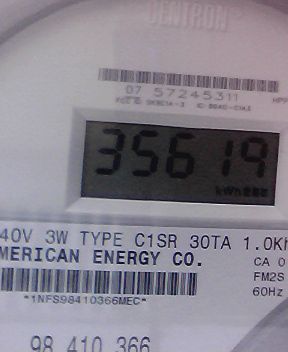 CENTRON
07 57245311
35619
kWh
40V 3W TYPE C1SR 30TA 1.0Kh
MERICAN ENERGY CO.
CA 0
FM2S
60Hz
*1NFS98410366MEC*
98 410 366